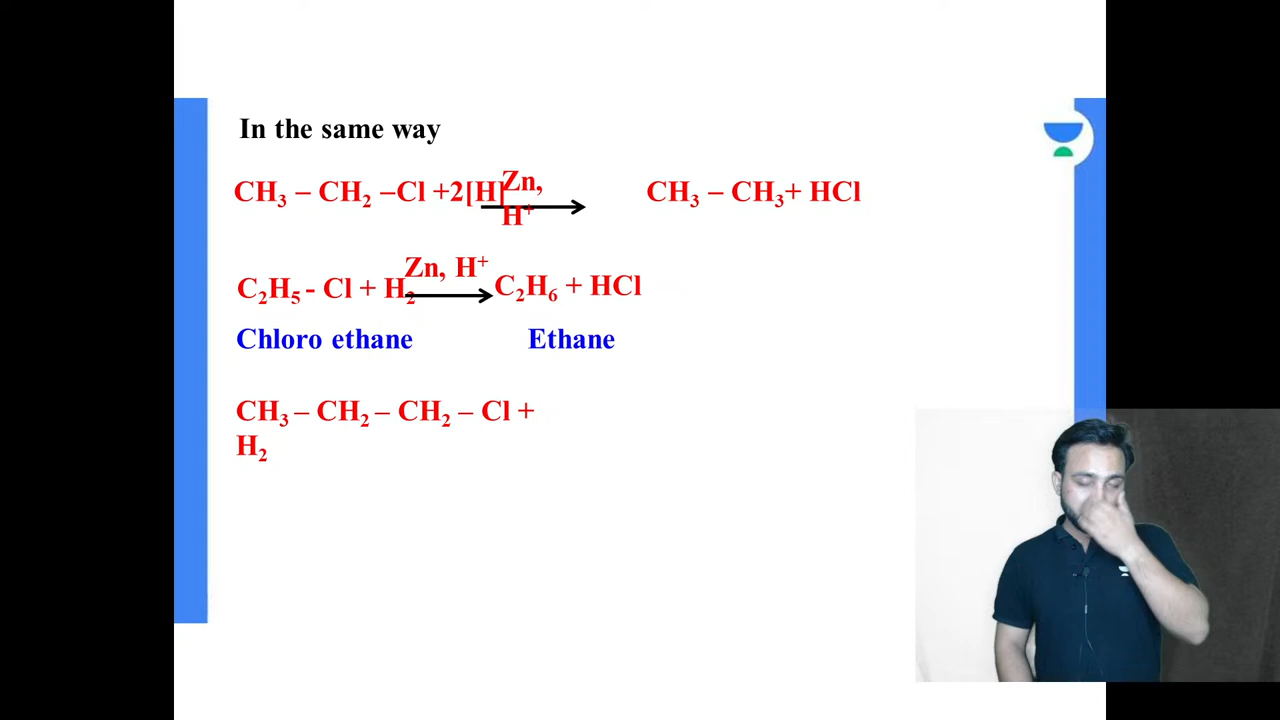 In the same way
CH₃ – CH₂ –Cl +2[H] Zn, H⁺ CH₃ – CH₃+ HCl
C₂H₅ - Cl + H₂ Zn, H⁺ C₂H₆ + HCl
Chloro ethane Ethane
CH₃ – CH₂ – CH₂ – Cl +
H₂